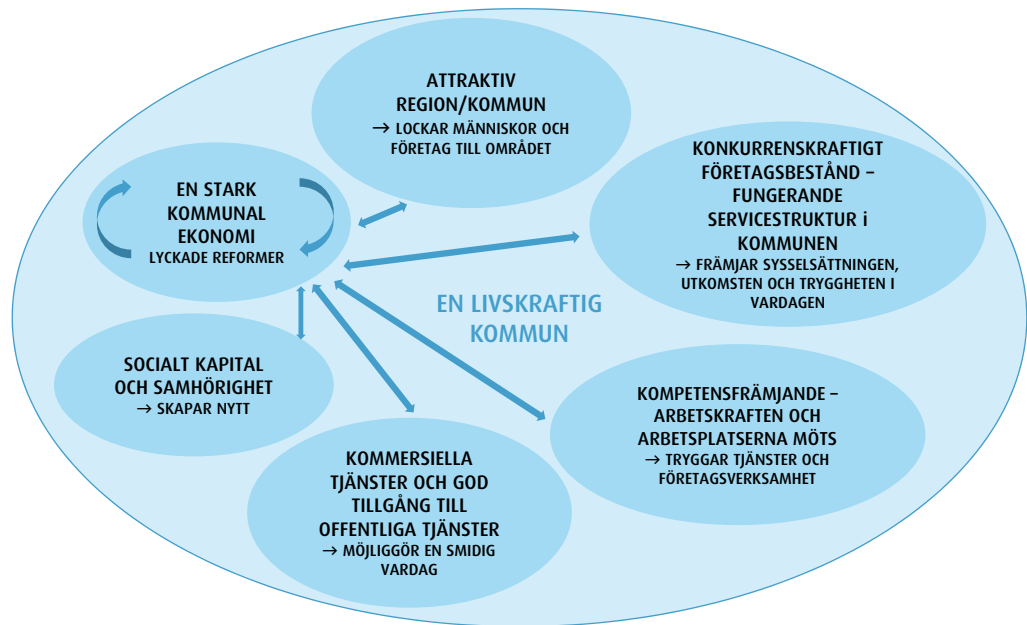 ATTRAKTIV
REGION/KOMMUN
→ LOCKAR MÄNNISKOR OCH
FÖRETAG TILL OMRÅDET
KONKURRENSKRAFTIGT
FÖRETAGSBESTÅND –
FUNGERANDE
SERVICESTRUKTUR i
KOMMUNEN
→ FRÄMJAR SYSSELSÄTTNINGEN,
UTKOMSTEN OCH TRYGGHETEN I
VARDAGEN
EN STARK
KOMMUNAL
EKONOMI
LYCKADE REFORMER
EN LIVSKRAFTIG
KOMMUN
SOCIALT KAPITAL
OCH SAMHÖRIGHET
→ SKAPAR NYTT
KOMPETENSFRÄMJANDE –
ARBETSKRAFTEN OCH
ARBETSPLATSERNA MÖTS
→ TRYGGAR TJÄNSTER OCH
FÖRETAGSVERKSAMHET
KOMMERSIELLA
TJÄNSTER OCH GOD
TILLGÅNG TILL
OFFENTLIGA TJÄNSTER
→ MÖJLIGGÖR EN SMIDIG
VARDAG